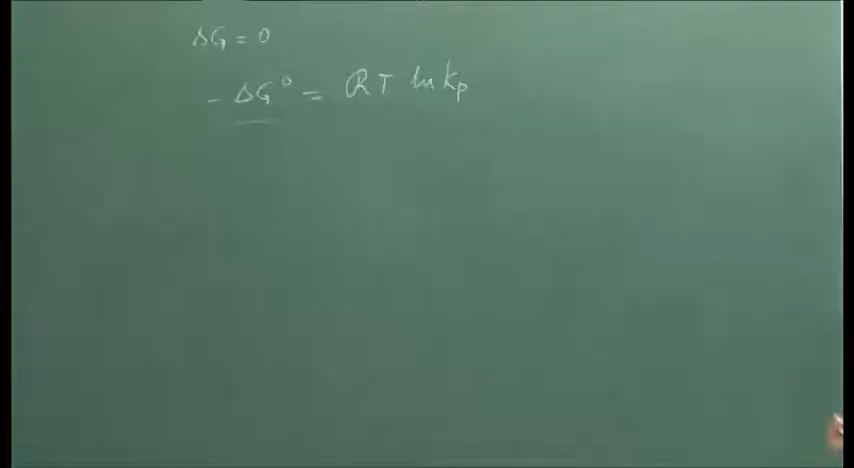 ΔG = 0
- ΔG° = RT ln Kp